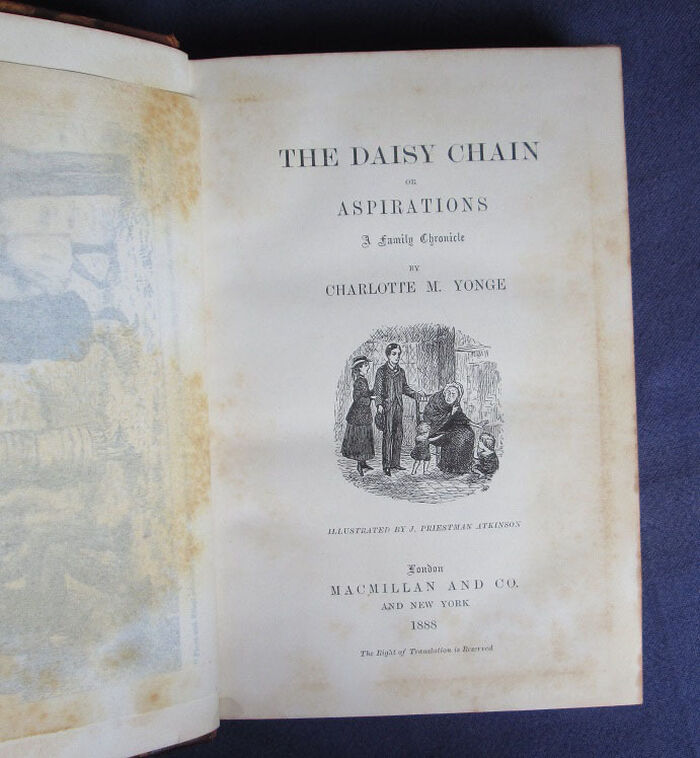 THE DAISY CHAIN
OR
ASPIRATIONS
A Family Chronicle
BY
CHARLOTTE M. YONGE
ILLUSTRATED BY J. PRIESTMAN ATKINSON
London
MACMILLAN AND CO.
AND NEW YORK
1888
The Right of Translation is Reserved